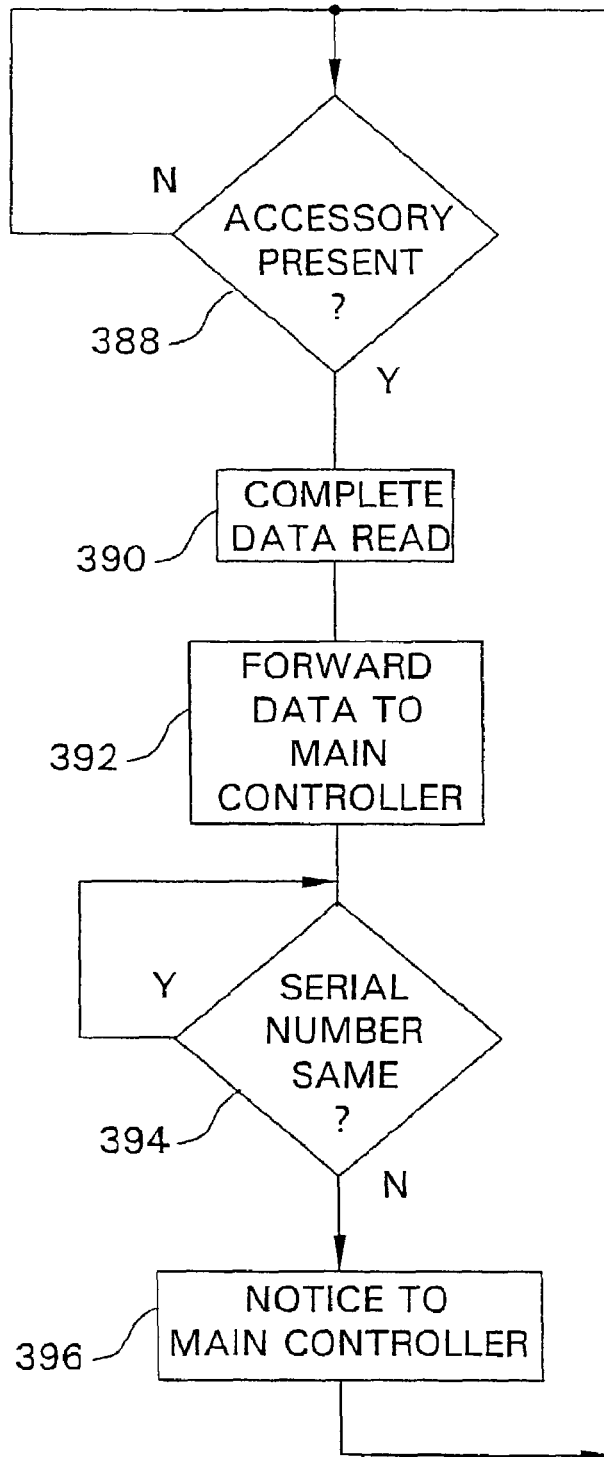 N
ACCESSORY
PRESENT
?
388
Y
COMPLETE
DATA READ
390
FORWARD
DATA TO
MAIN
CONTROLLER
392
Y
SERIAL
NUMBER
SAME
?
394
N
NOTICE TO
MAIN CONTROLLER
396